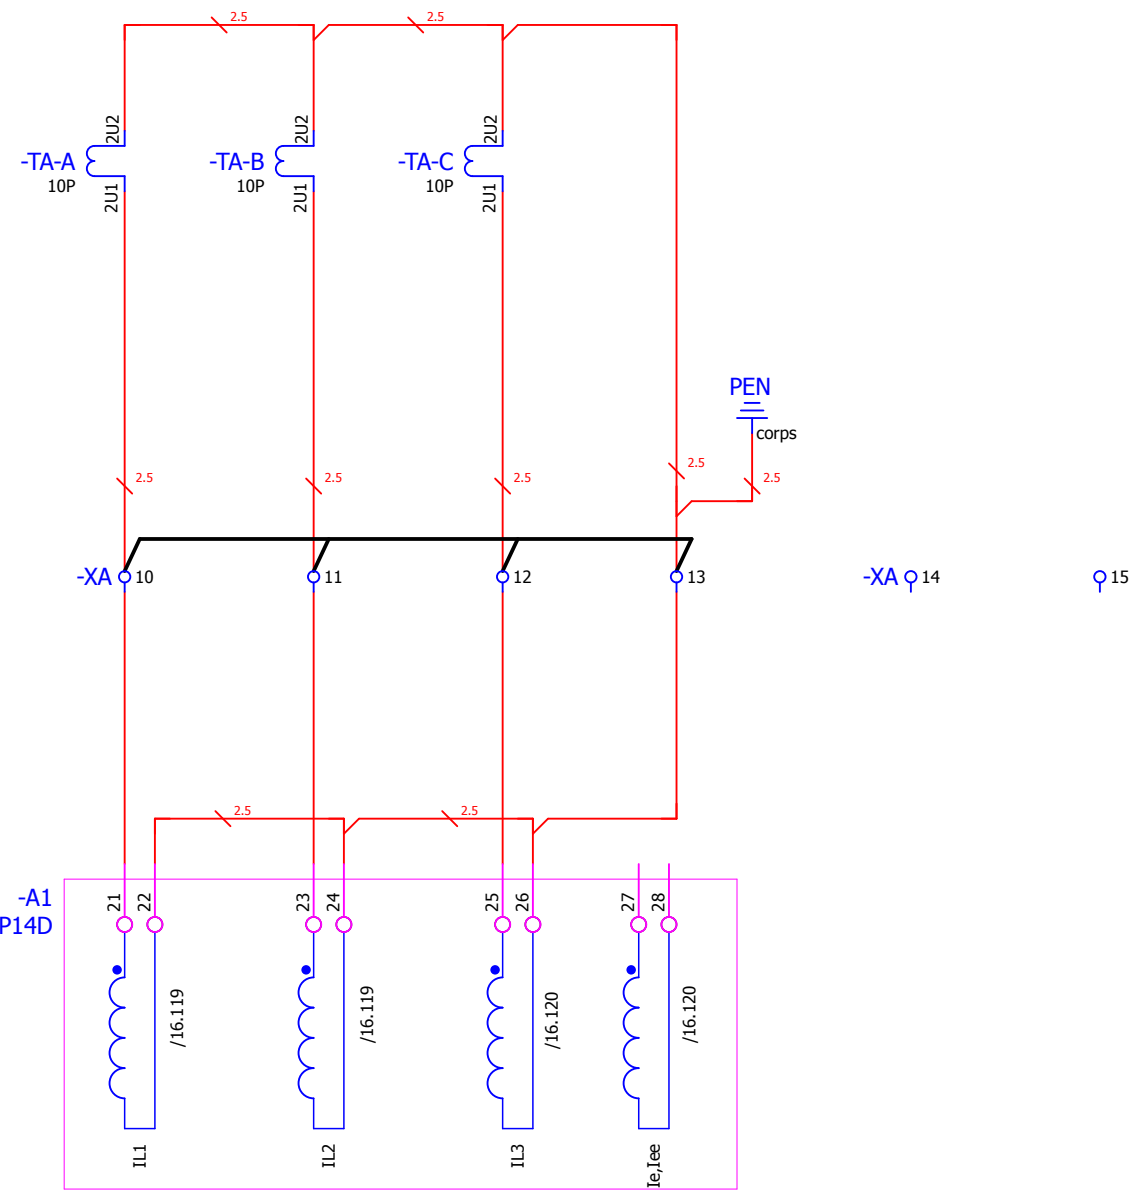 2.5
2.5
2U2
2U2
2U2
-TA-A
-TA-B
-TA-C
10P
10P
10P
2U1
2U1
2U1
PEN
corps
2.5
2.5
2.5
2.5
2.5
-XA
10
11
12
13
-XA
14
15
2.5
2.5
-A1
P14D
21
22
23
24
25
26
27
28
/16.119
/16.119
/16.120
/16.120
IL1
IL2
IL3
Ie,Iee